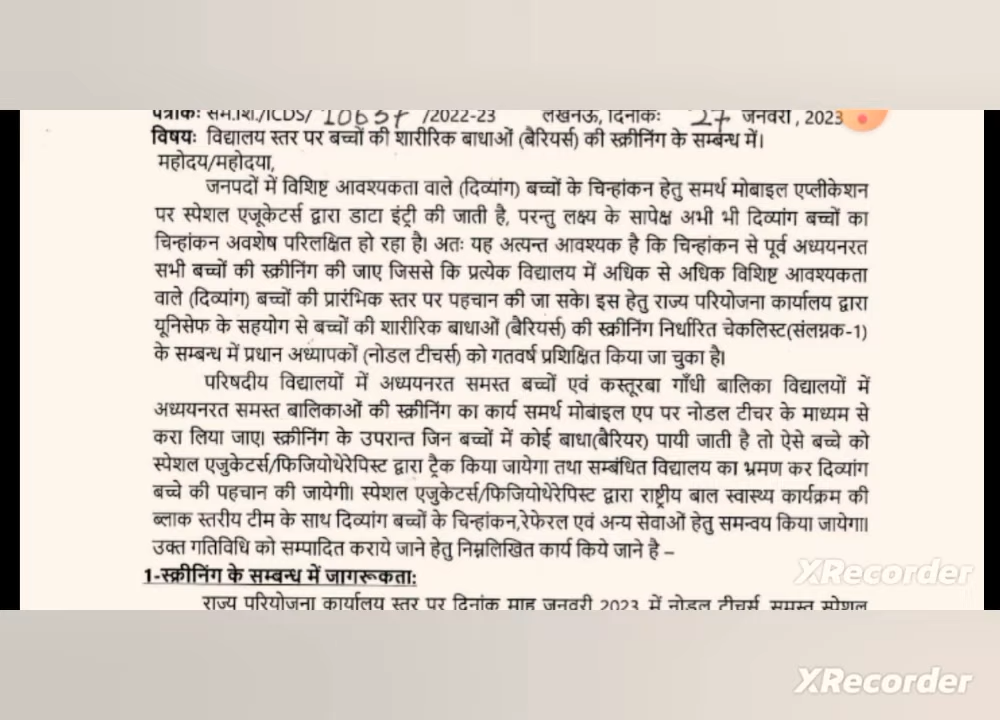 पत्रांकः सम.शि./ICDS/ 10637 /2022-23 लखनऊ, दिनांकः 27 जनवरी, 2023
विषयः विद्यालय स्तर पर बच्चों की शारीरिक बाधाओं (बैरियर्स) की स्क्रीनिंग के सम्बन्ध में।
महोदय/महोदया,
जनपदों में विशिष्ट आवश्यकता वाले (दिव्यांग) बच्चों के चिन्हांकन हेतु समर्थ मोबाइल एप्लीकेशन
पर स्पेशल एजूकेटर्स द्वारा डाटा इंट्री की जाती है, परन्तु लक्ष्य के सापेक्ष अभी भी दिव्यांग बच्चों का
चिन्हांकन अवशेष परिलक्षित हो रहा है। अतः यह अत्यन्त आवश्यक है कि चिन्हांकन से पूर्व अध्ययनरत
सभी बच्चों की स्क्रीनिंग की जाए जिससे कि प्रत्येक विद्यालय में अधिक से अधिक विशिष्ट आवश्यकता
वाले (दिव्यांग) बच्चों की प्रारंभिक स्तर पर पहचान की जा सके। इस हेतु राज्य परियोजना कार्यालय द्वारा
यूनिसेफ के सहयोग से बच्चों की शारीरिक बाधाओं (बैरियर्स) की स्क्रीनिंग निर्धारित चेकलिस्ट(संलग्नक-1)
के सम्बन्ध में प्रधान अध्यापकों (नोडल टीचर्स) को गतवर्ष प्रशिक्षित किया जा चुका है।
परिषदीय विद्यालयों में अध्ययनरत समस्त बच्चों एवं कस्तूरबा गाँधी बालिका विद्यालयों में
अध्ययनरत समस्त बालिकाओं की स्क्रीनिंग का कार्य समर्थ मोबाइल एप पर नोडल टीचर के माध्यम से
करा लिया जाए। स्क्रीनिंग के उपरान्त जिन बच्चों में कोई बाधा(बैरियर) पायी जाती है तो ऐसे बच्चे को
स्पेशल एजुकेटर्स/फिजियोथेरेपिस्ट द्वारा ट्रैक किया जायेगा तथा सम्बंधित विद्यालय का भ्रमण कर दिव्यांग
बच्चे की पहचान की जायेगी। स्पेशल एजुकेटर्स/फिजियोथेरेपिस्ट द्वारा राष्ट्रीय बाल स्वास्थ्य कार्यक्रम की
ब्लाक स्तरीय टीम के साथ दिव्यांग बच्चों के चिन्हांकन,रेफेरल एवं अन्य सेवाओं हेतु समन्वय किया जायेगा।
उक्त गतिविधि को सम्पादित कराये जाने हेतु निम्नलिखित कार्य किये जाने है –
1-स्क्रीनिंग के सम्बन्ध में जागरूकता:
राज्य परियोजना कार्यालय स्तर पर दिनांक माह जनवरी 2023 में नोडल टीचर्स समस्त स्पेशल
XRecorder
XRecorder